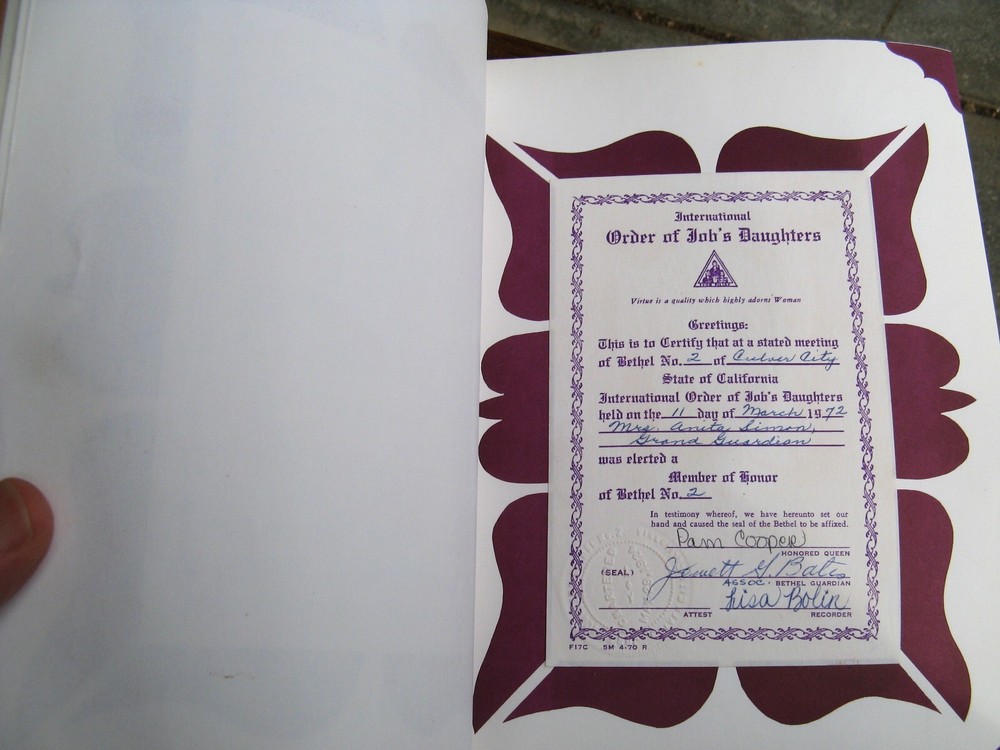 International
Order of Job's Daughters
Virtue is a quality which highly adorns Woman
Greetings:
This is to Certify that at a stated meeting
of Bethel No. 2 of Culver City
State of California
International Order of Job's Daughters
held on the 11 day of March 1972
Mrs. Anita Simon,
Grand Guardian
was elected a
Member of Honor
of Bethel No. 2
In testimony whereof, we have hereunto set our
hand and caused the seal of the Bethel to be affixed.
Pam Cooper
HONORED QUEEN
(SEAL) Jewett G. Bates
ASSOC. BETHEL GUARDIAN
Lisa Bolin
ATTEST RECORDER
F17C 5M 4-70 R